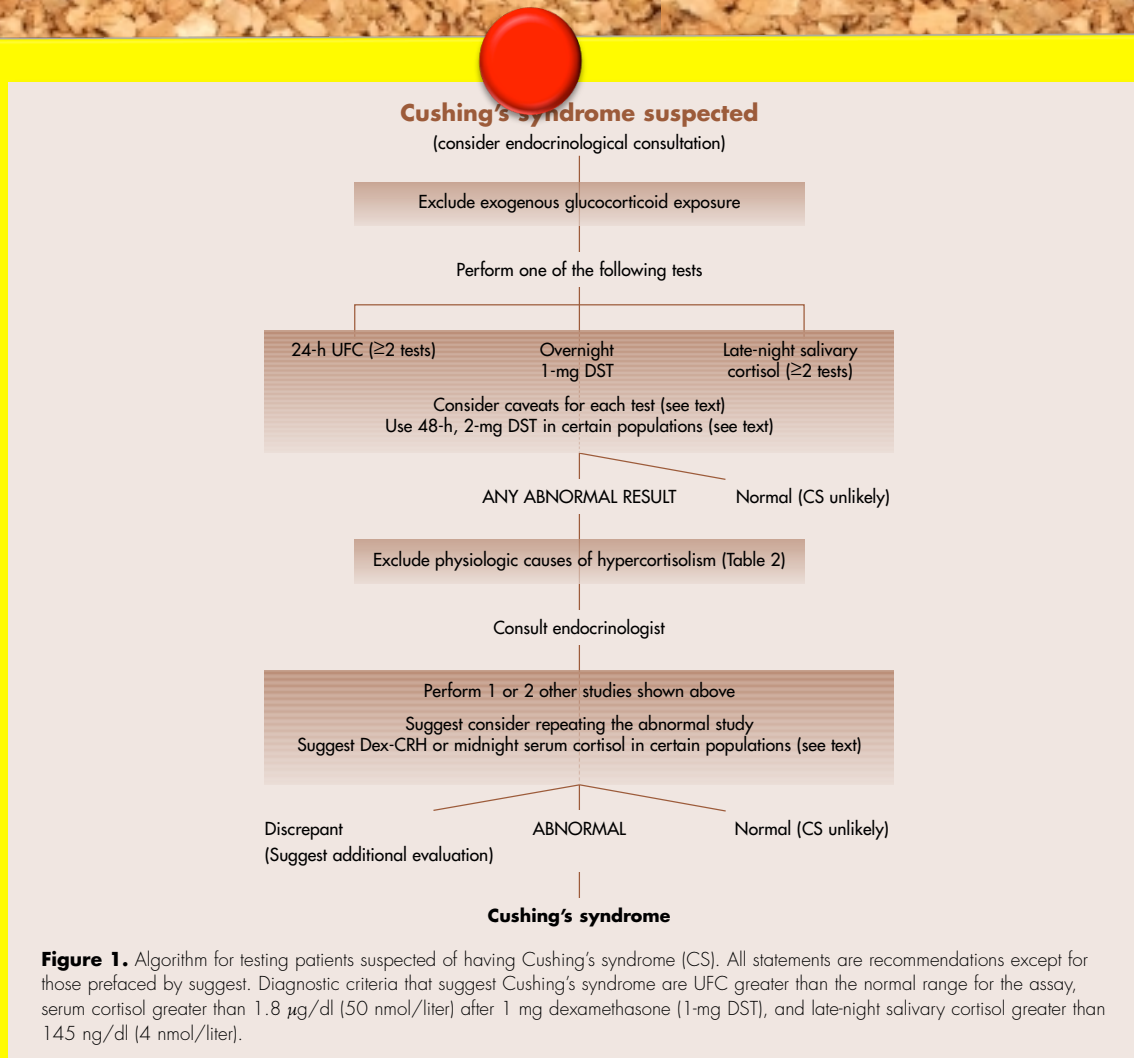 Cushing's syndrome suspected
(consider endocrinological consultation)
Exclude exogenous glucocorticoid exposure
Perform one of the following tests
24-h UFC (≥2 tests)
Overnight
1-mg DST
Late-night salivary
cortisol (≥2 tests)
Consider caveats for each test (see text)
Use 48-h, 2-mg DST in certain populations (see text)
ANY ABNORMAL RESULT
Normal (CS unlikely)
Exclude physiologic causes of hypercortisolism (Table 2)
Consult endocrinologist
Perform 1 or 2 other studies shown above
Suggest consider repeating the abnormal study
Suggest Dex-CRH or midnight serum cortisol in certain populations (see text)
Discrepant
(Suggest additional evaluation)
ABNORMAL
Normal (CS unlikely)
Cushing's syndrome
Figure 1. Algorithm for testing patients suspected of having Cushing's syndrome (CS). All statements are recommendations except for
those prefaced by suggest. Diagnostic criteria that suggest Cushing's syndrome are UFC greater than the normal range for the assay,
serum cortisol greater than 1.8 µg/dl (50 nmol/liter) after 1 mg dexamethasone (1-mg DST), and late-night salivary cortisol greater than
145 ng/dl (4 nmol/liter).